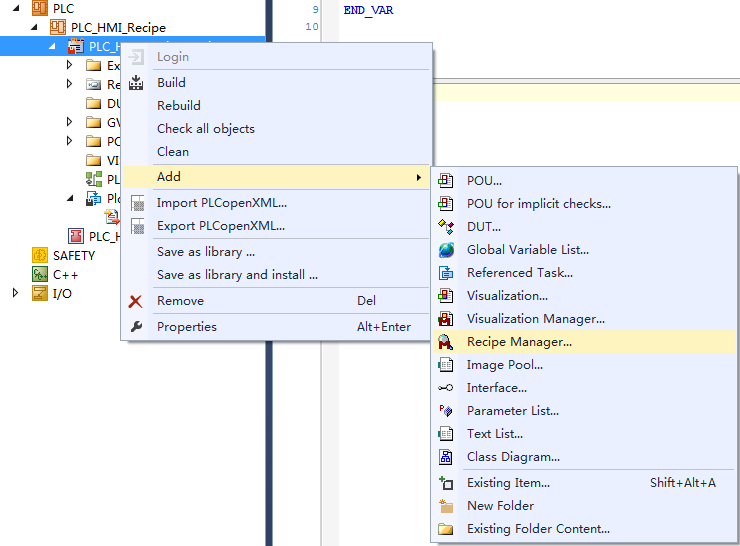 PLC
PLC_HMI_Recipe
PLC_H
Ex
Re
DU
GV
PO
VI
PL
Plc
PLC_H
SAFETY
C++
I/O
9 END_VAR
10
Login
Build
Rebuild
Check all objects
Clean
Add
Import PLCopenXML...
Export PLCopenXML...
Save as library ...
Save as library and install ...
Remove Del
Properties Alt+Enter
POU...
POU for implicit checks...
DUT...
Global Variable List...
Referenced Task...
Visualization...
Visualization Manager...
Recipe Manager...
Image Pool...
Interface...
Parameter List...
Text List...
Class Diagram...
Existing Item... Shift+Alt+A
New Folder
Existing Folder Content...